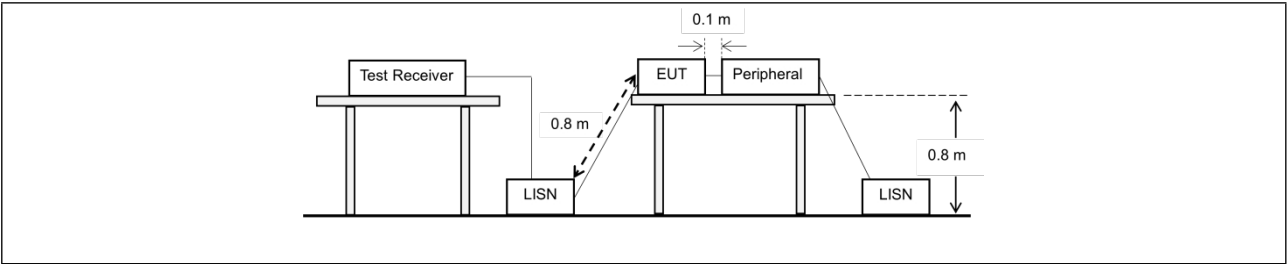 0.1 m
Test Receiver
EUT
Peripheral
0.8 m
0.8 m
LISN
LISN